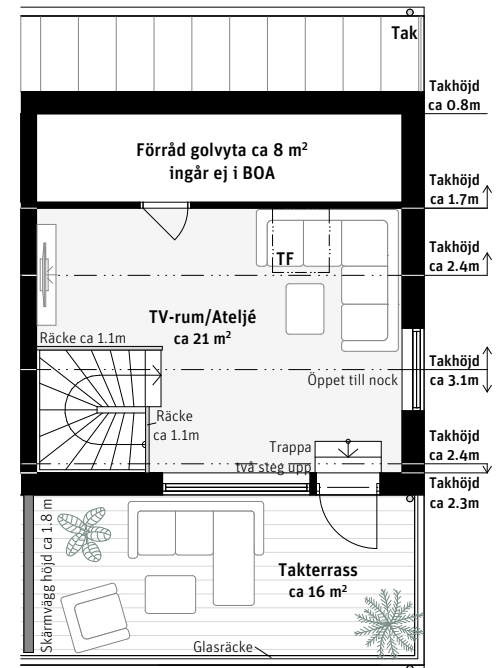 Tak
Takhöjd
ca 0.8m
Förråd golvyta ca 8 m²
ingår ej i BOA
Takhöjd
ca 1.7m
TF
Takhöjd
ca 2.4m
TV-rum/Ateljé
ca 21 m²
Räcke ca 1.1m
Takhöjd
ca 3.1m
Öppet till nock
Räcke
ca 1.1m
Trappa
två steg upp
Takhöjd
ca 2.4m
Takhöjd
ca 2.3m
Skärmvägg höjd ca 1.8 m
Takterrass
ca 16 m²
Glasräcke